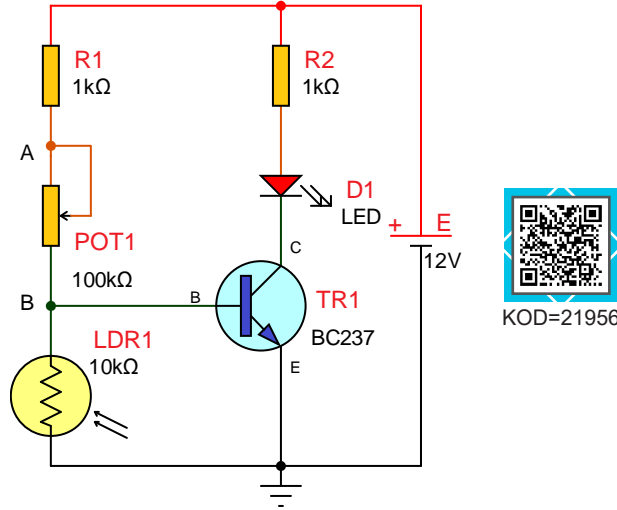 R1
1kΩ
R2
1kΩ
A
D1
LED
+ E
12V
POT1
100kΩ
C
B
B
TR1
BC237
LDR1
10kΩ
E
KOD=21956